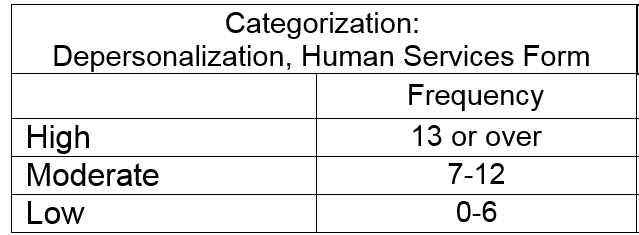 Categorization:
Depersonalization, Human Services Form
Frequency
High 13 or over
Moderate 7-12
Low 0-6